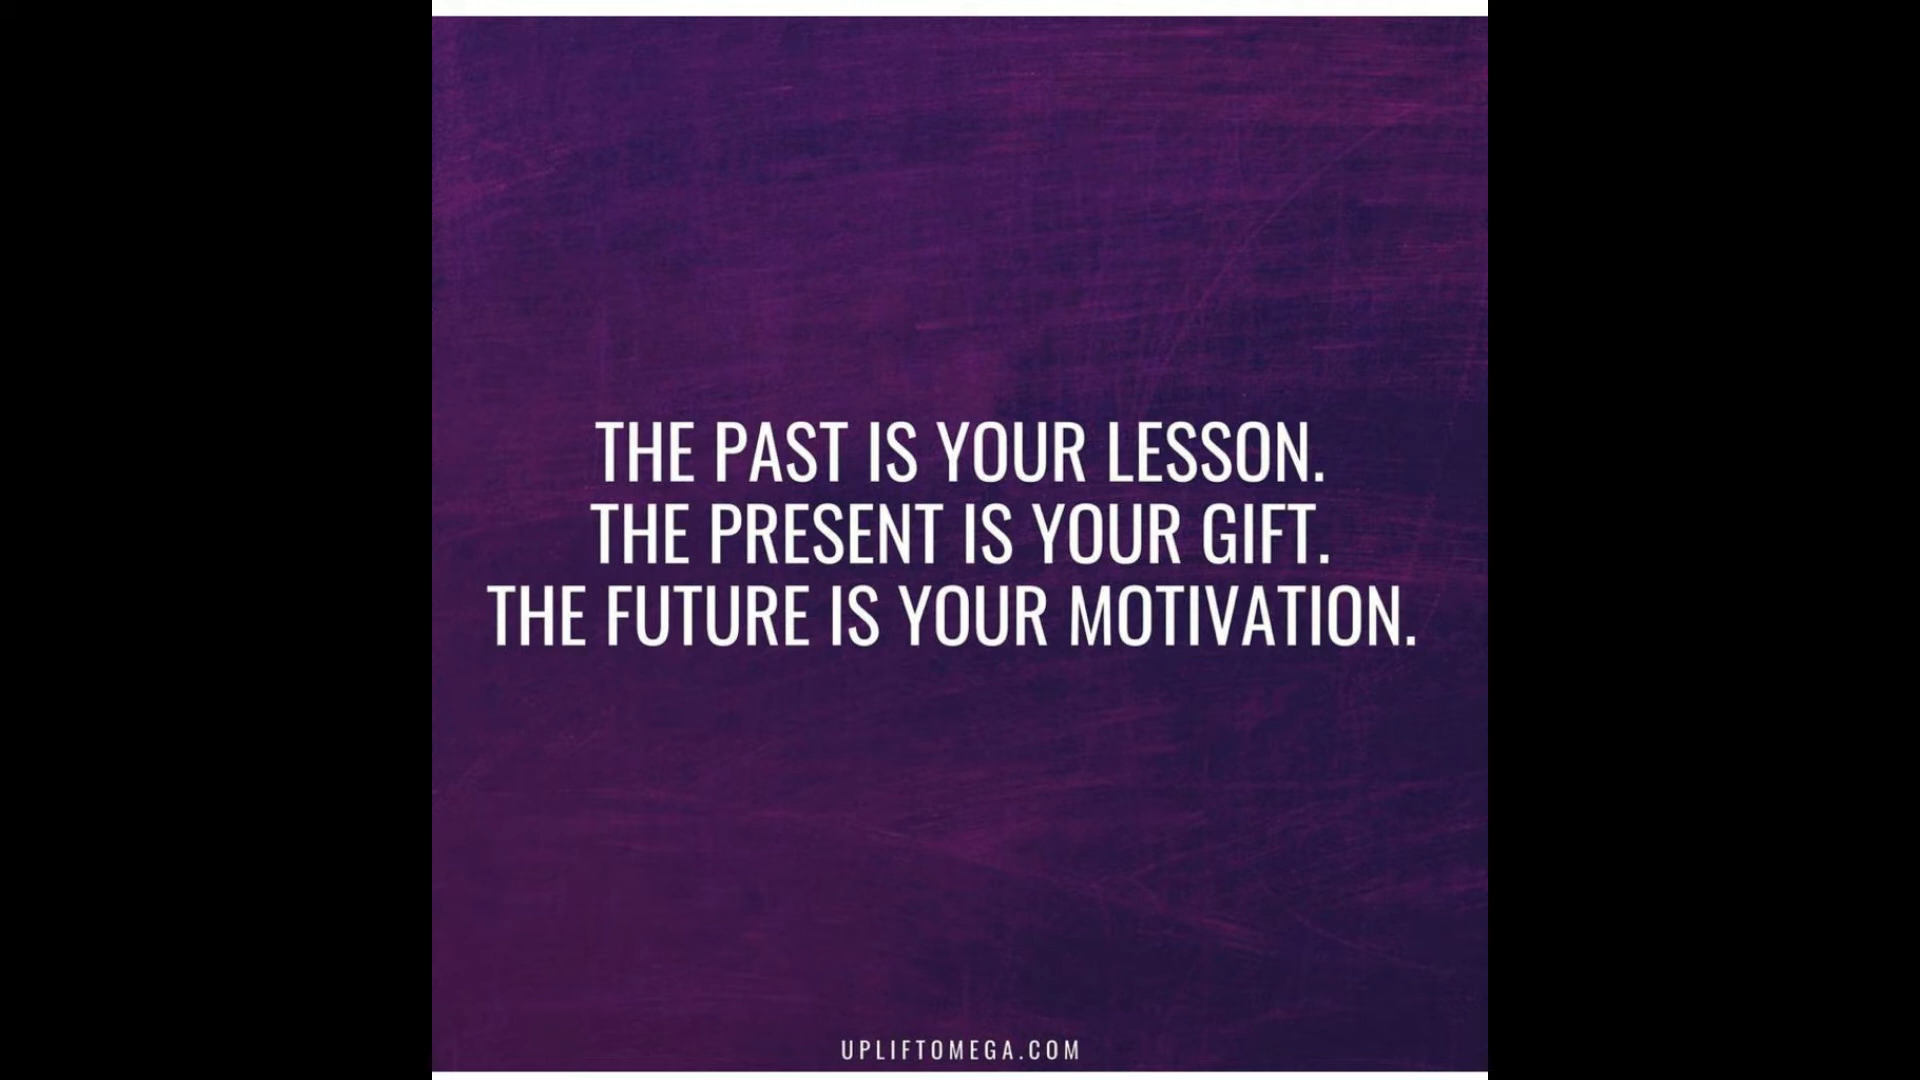 THE PAST IS YOUR LESSON.
THE PRESENT IS YOUR GIFT.
THE FUTURE IS YOUR MOTIVATION.
UPLIFTOMEGA.COM